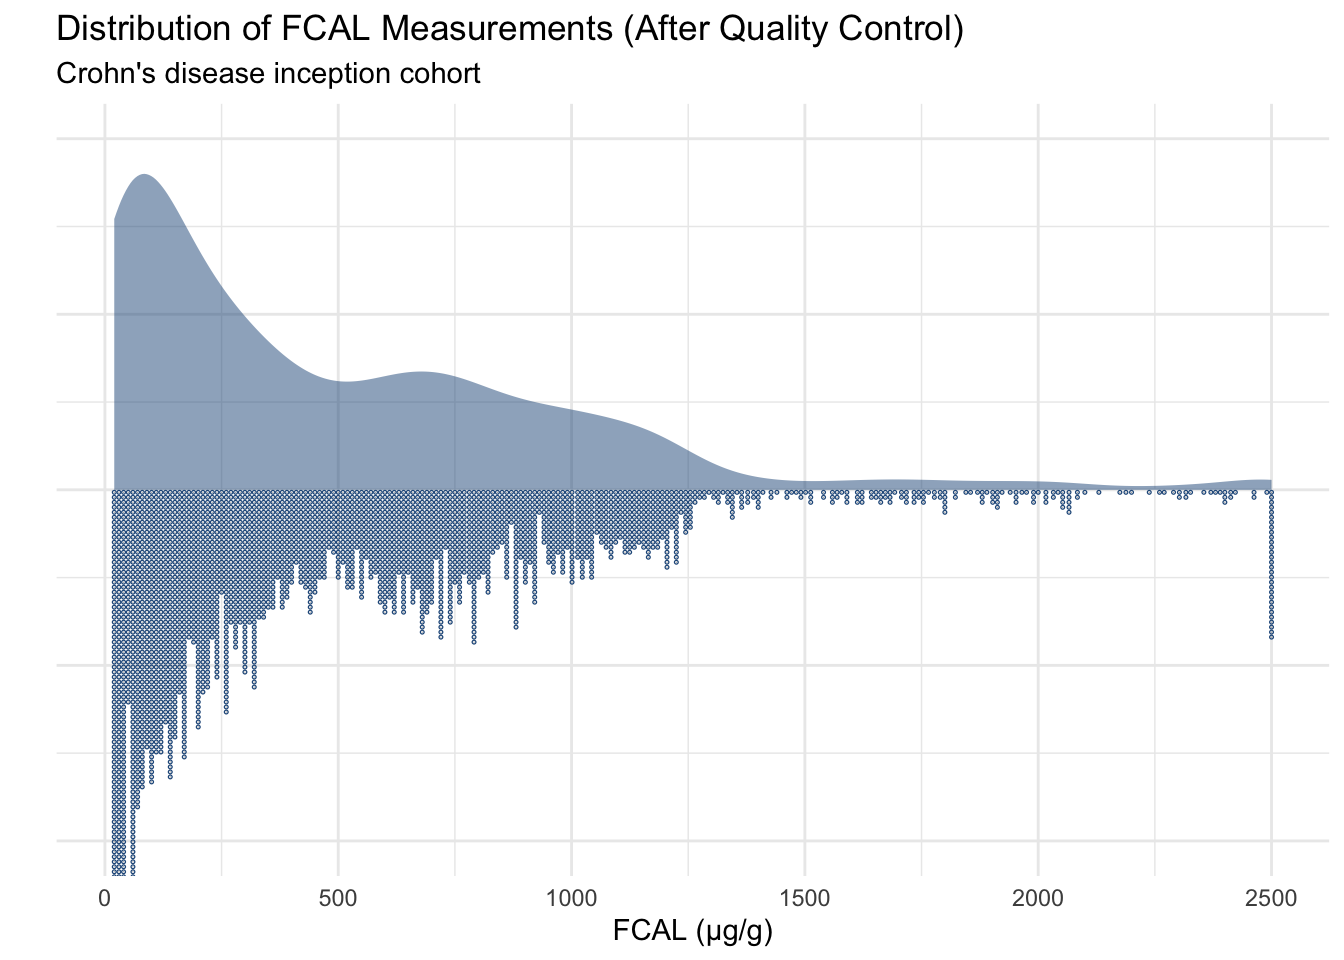 Distribution of FCAL Measurements (After Quality Control)
Crohn's disease inception cohort
0 500 1000 1500 2000 2500
FCAL (μg/g)